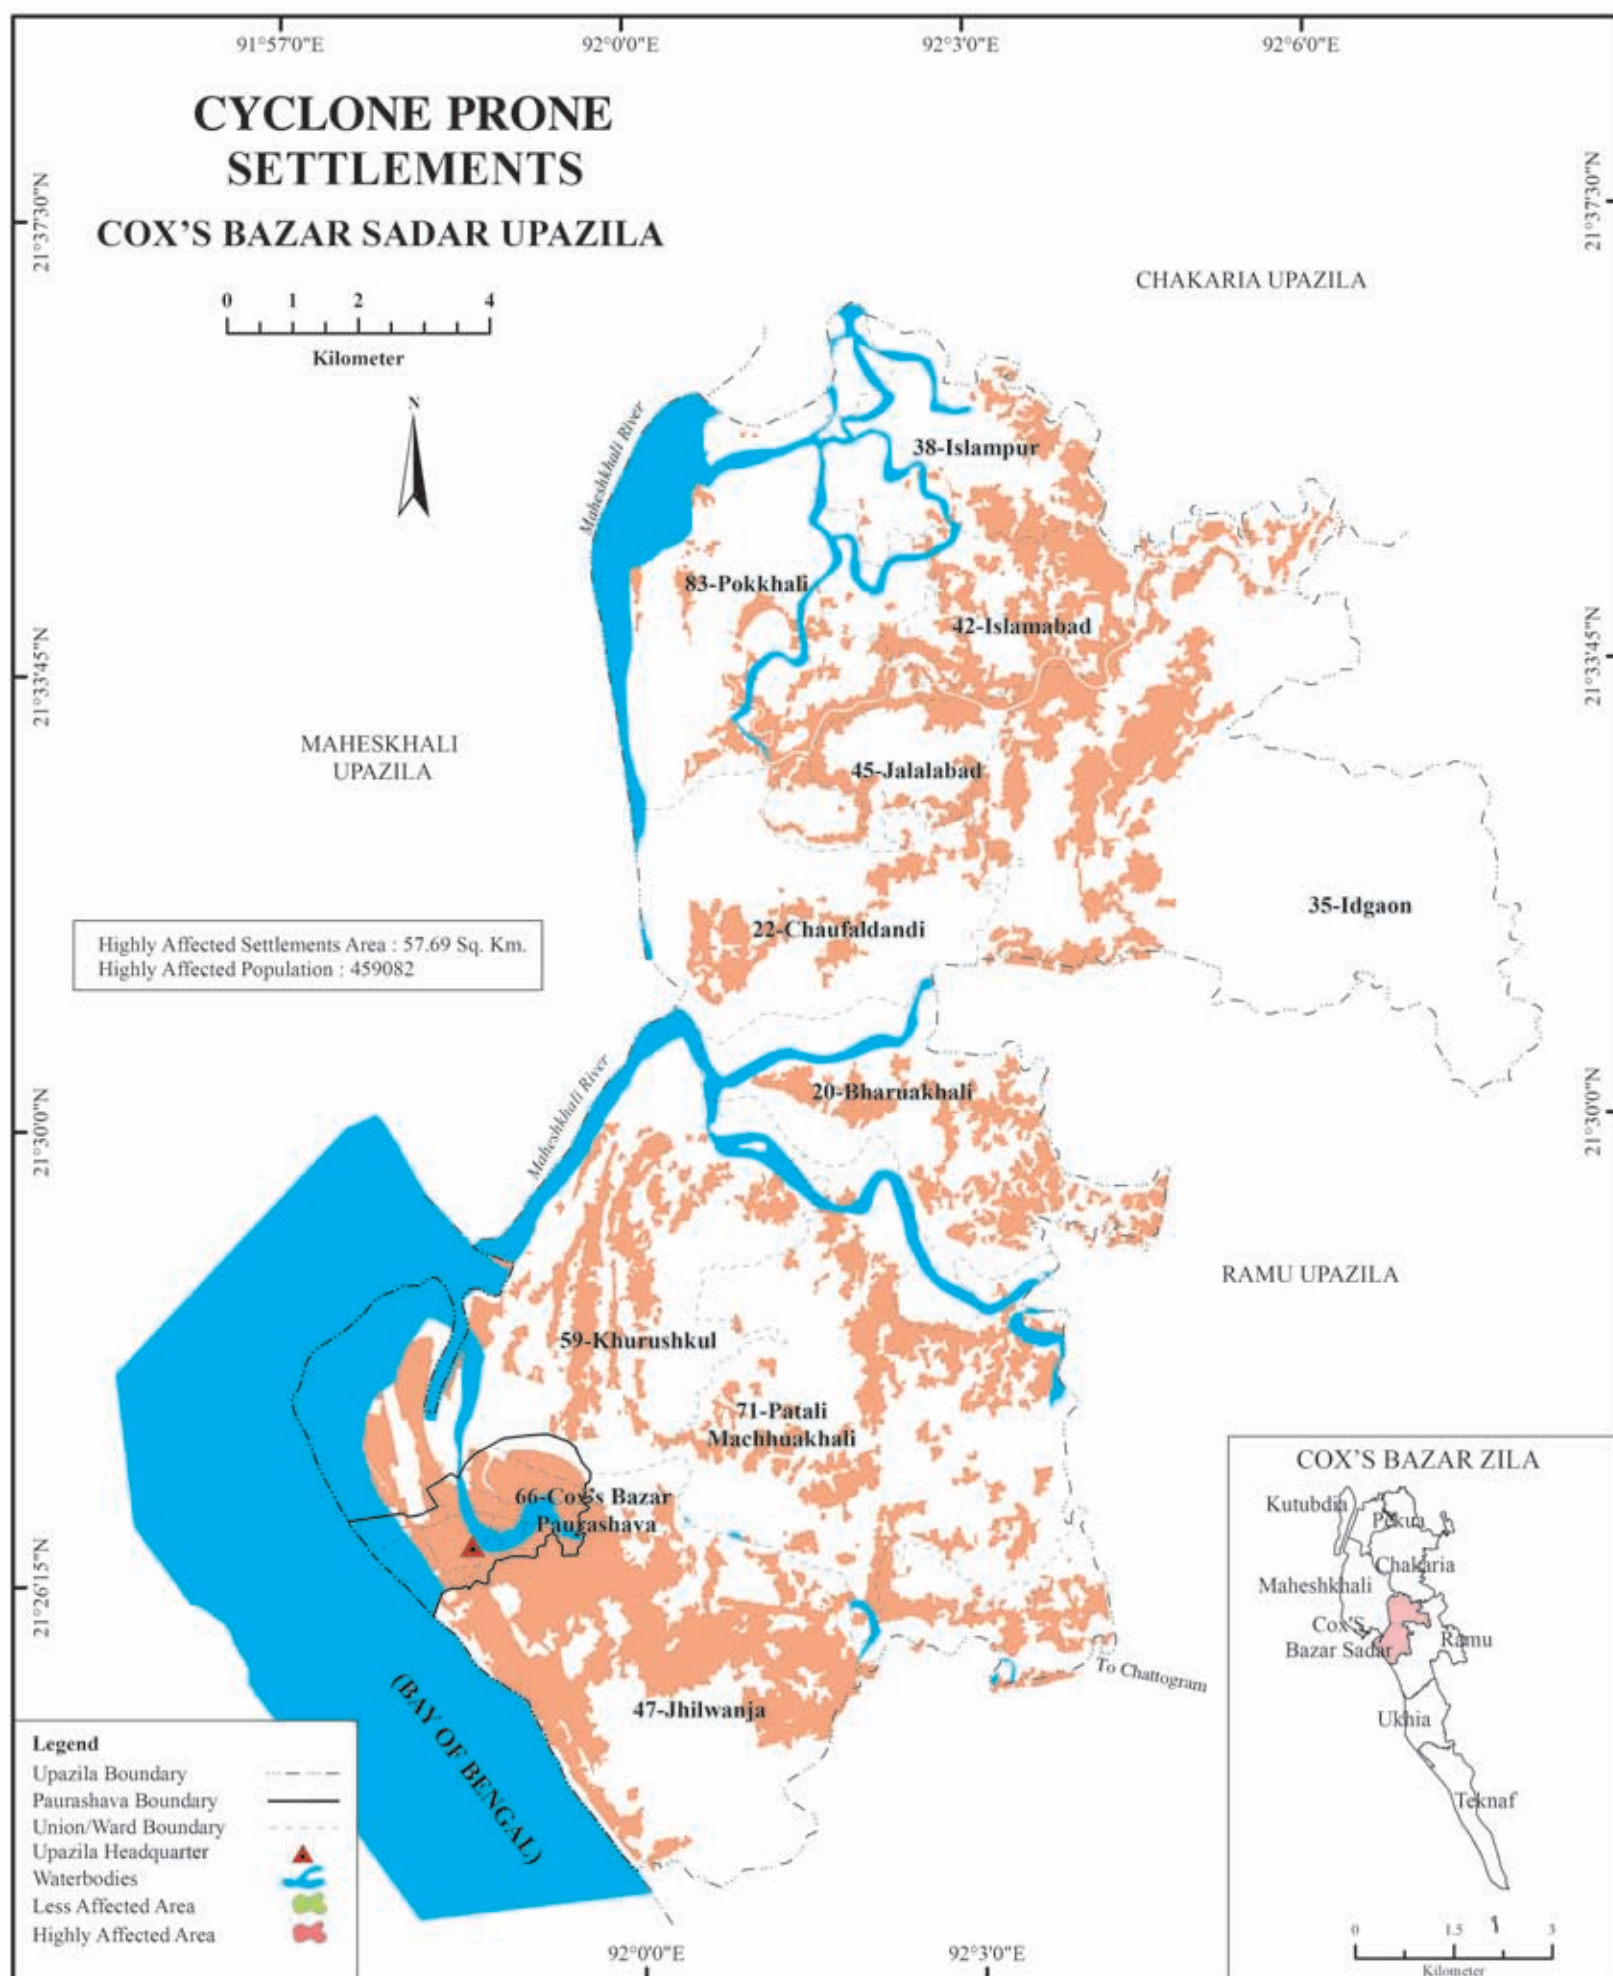 91°57'0"E
92°0'0"E
92°3'0"E
92°6'0"E
CYCLONE PRONE
SETTLEMENTS
COX'S BAZAR SADAR UPAZILA
0 1 2 4
Kilometer
N
21°37'30"N
21°37'30"N
CHAKARIA UPAZILA
Maheshkhali River
38-Islampur
83-Pokkhali
42-Islamabad
21°33'45"N
21°33'45"N
MAHESKHALI
UPAZILA
45-Jalalabad
35-Idgaon
22-Chaufaldandi
Highly Affected Settlements Area : 57.69 Sq. Km.
Highly Affected Population : 459082
Maheshkhali River
20-Bharuakhali
21°30'0"N
21°30'0"N
RAMU UPAZILA
59-Khurushkul
71-Patali
Machhuakhali
66-Cox's Bazar
Paurashava
21°26'15"N
To Chattogram
47-Jhilwanja
(BAY OF BENGAL)
Legend
Upazila Boundary
Paurashava Boundary
Union/Ward Boundary
Upazila Headquarter
Waterbodies
Less Affected Area
Highly Affected Area
92°0'0"E
92°3'0"E
COX'S BAZAR ZILA
Kutubdia
Pekua
Chakaria
Maheshkhali
Cox'S
Bazar Sadar
Ramu
Ukhia
Teknaf
0 1.5 3
Kilometer